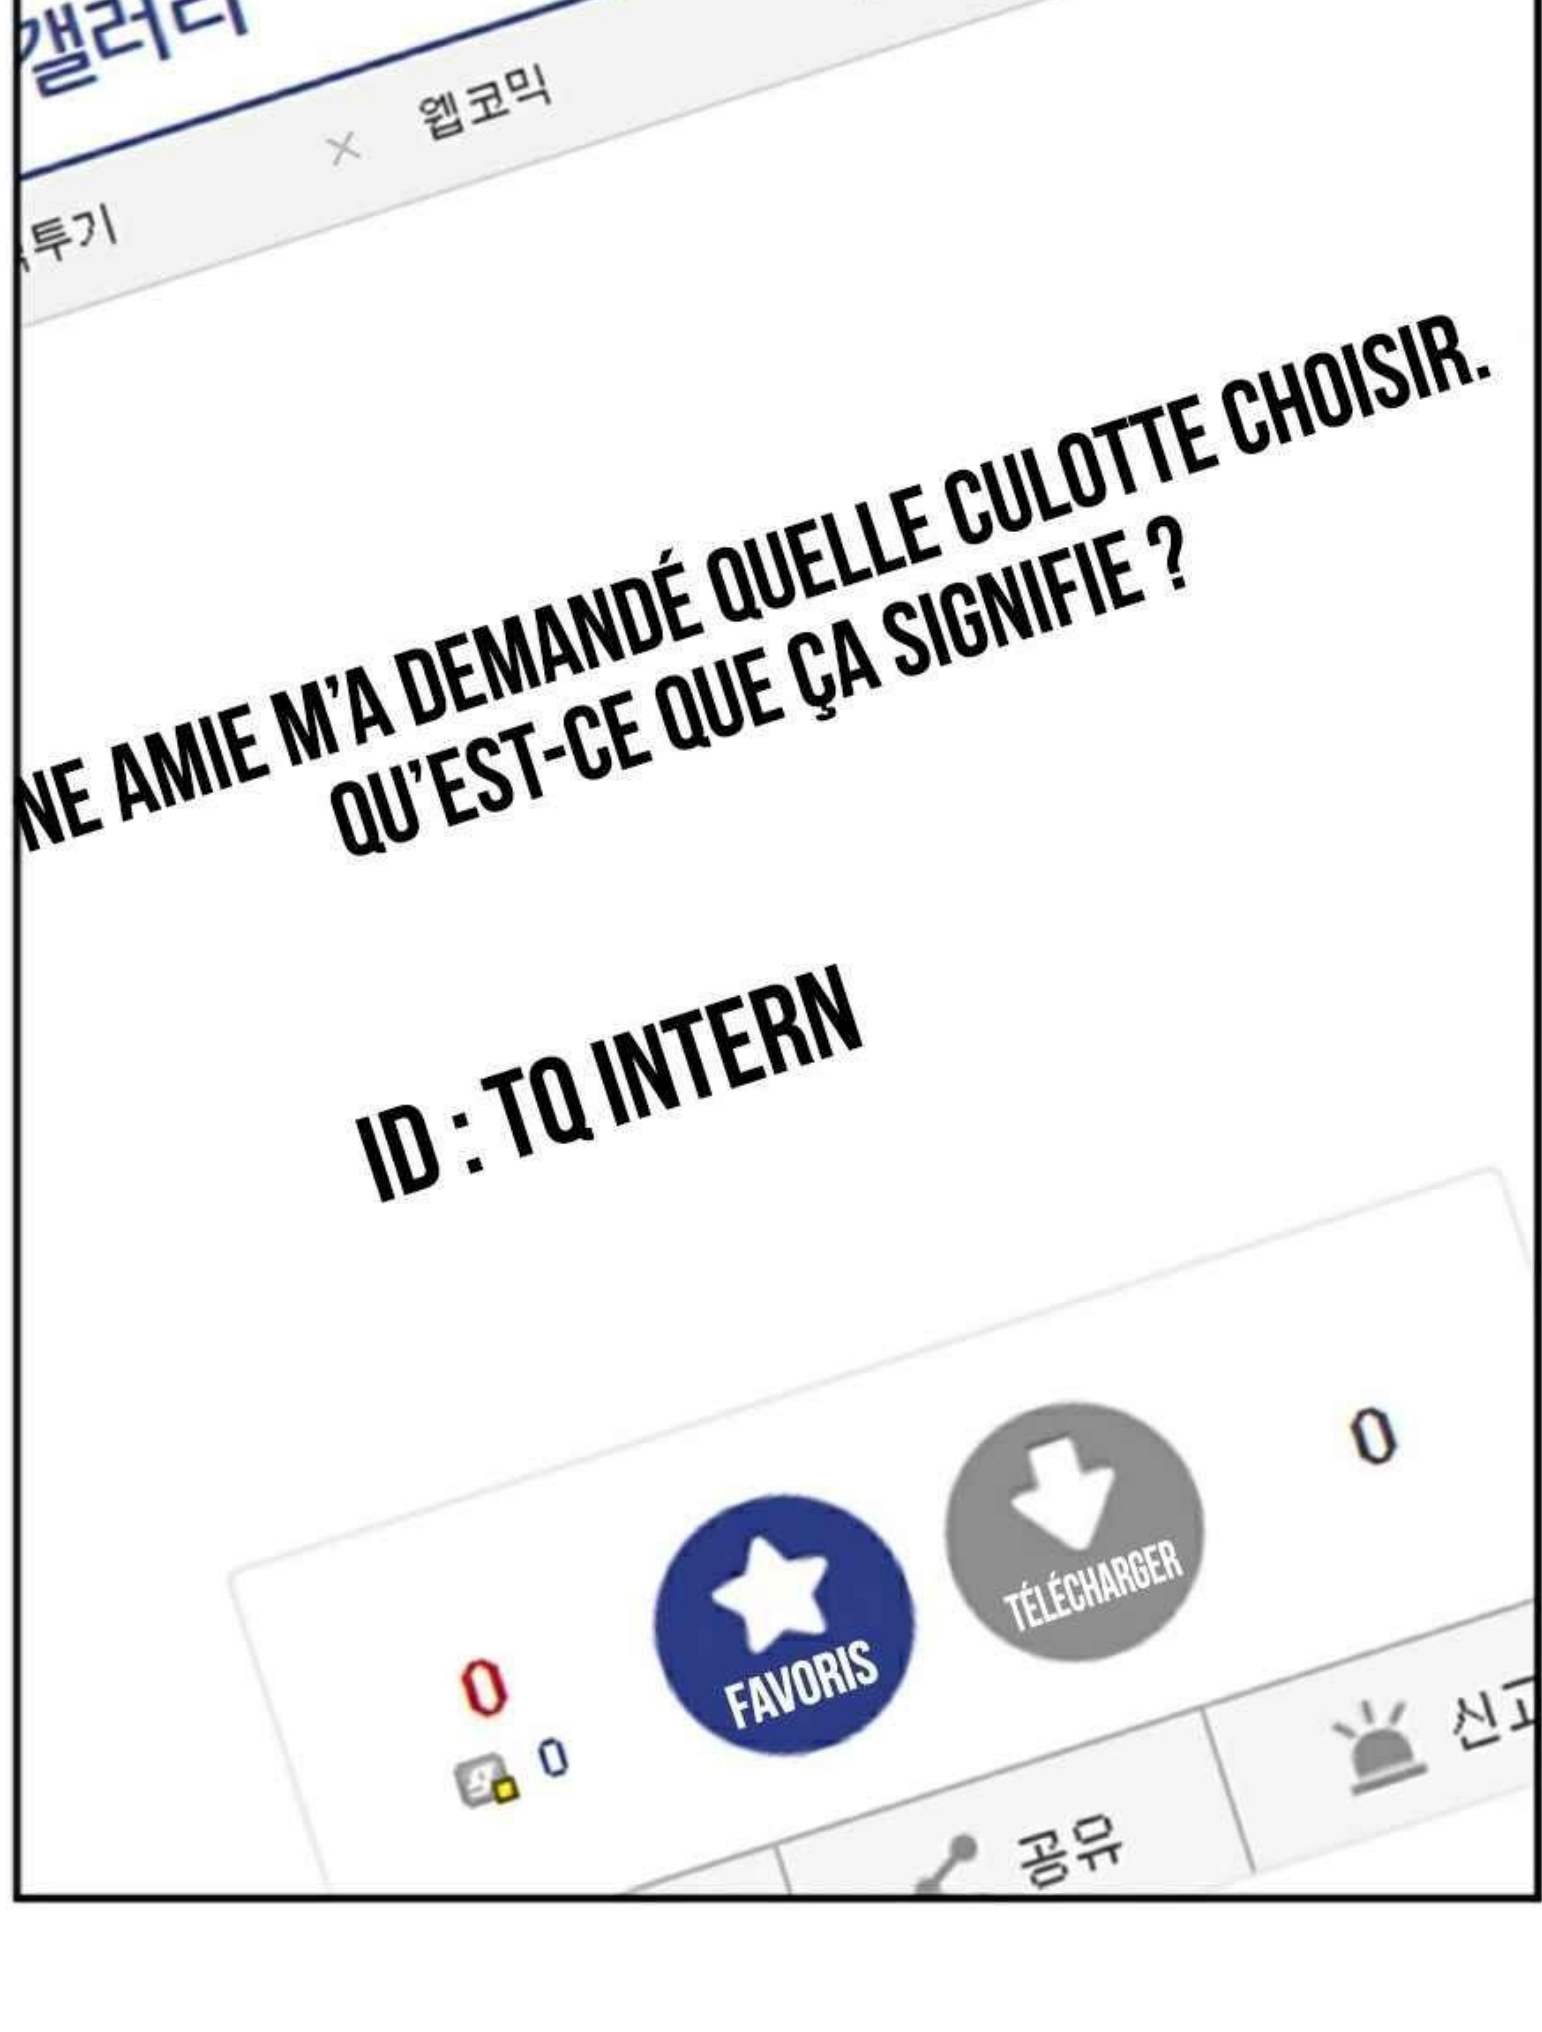 갤러리
× 웹코믹
투기
NE AMIE M'A DEMANDÉ QUELLE CULOTTE CHOISIR.
QU'EST-CE QUE ÇA SIGNIFIE ?
ID : TQ INTERN
0
TÉLÉCHARGER
FAVORIS
0
0
신고
공유